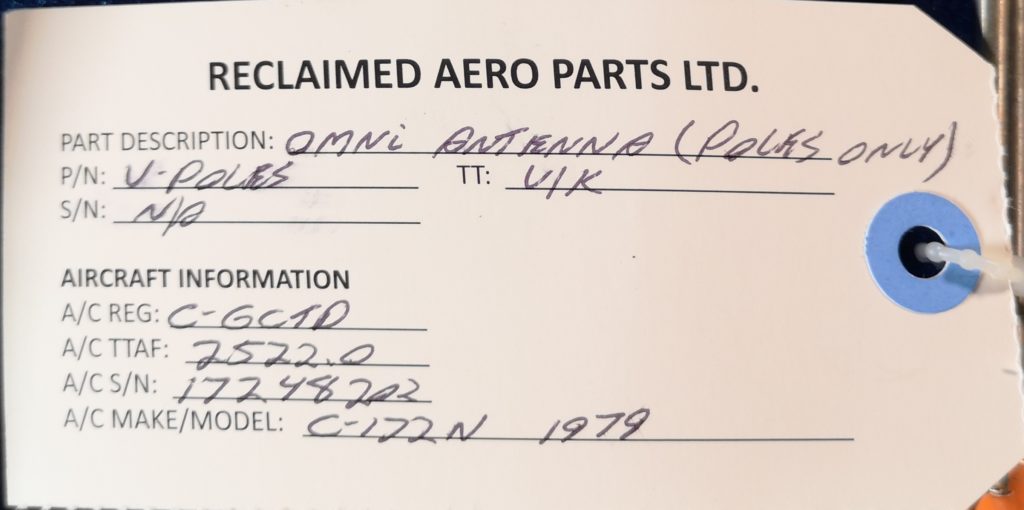 RECLAIMED AERO PARTS LTD.
PART DESCRIPTION: OMNi ANTENNA (POLES ONLY)
P/N: V-POLES TT: U/K
S/N: N/A
AIRCRAFT INFORMATION
A/C REG: C-GCTD
A/C TTAF: 2522.0
A/C S/N: 17248202
A/C MAKE/MODEL: C-172N 1979